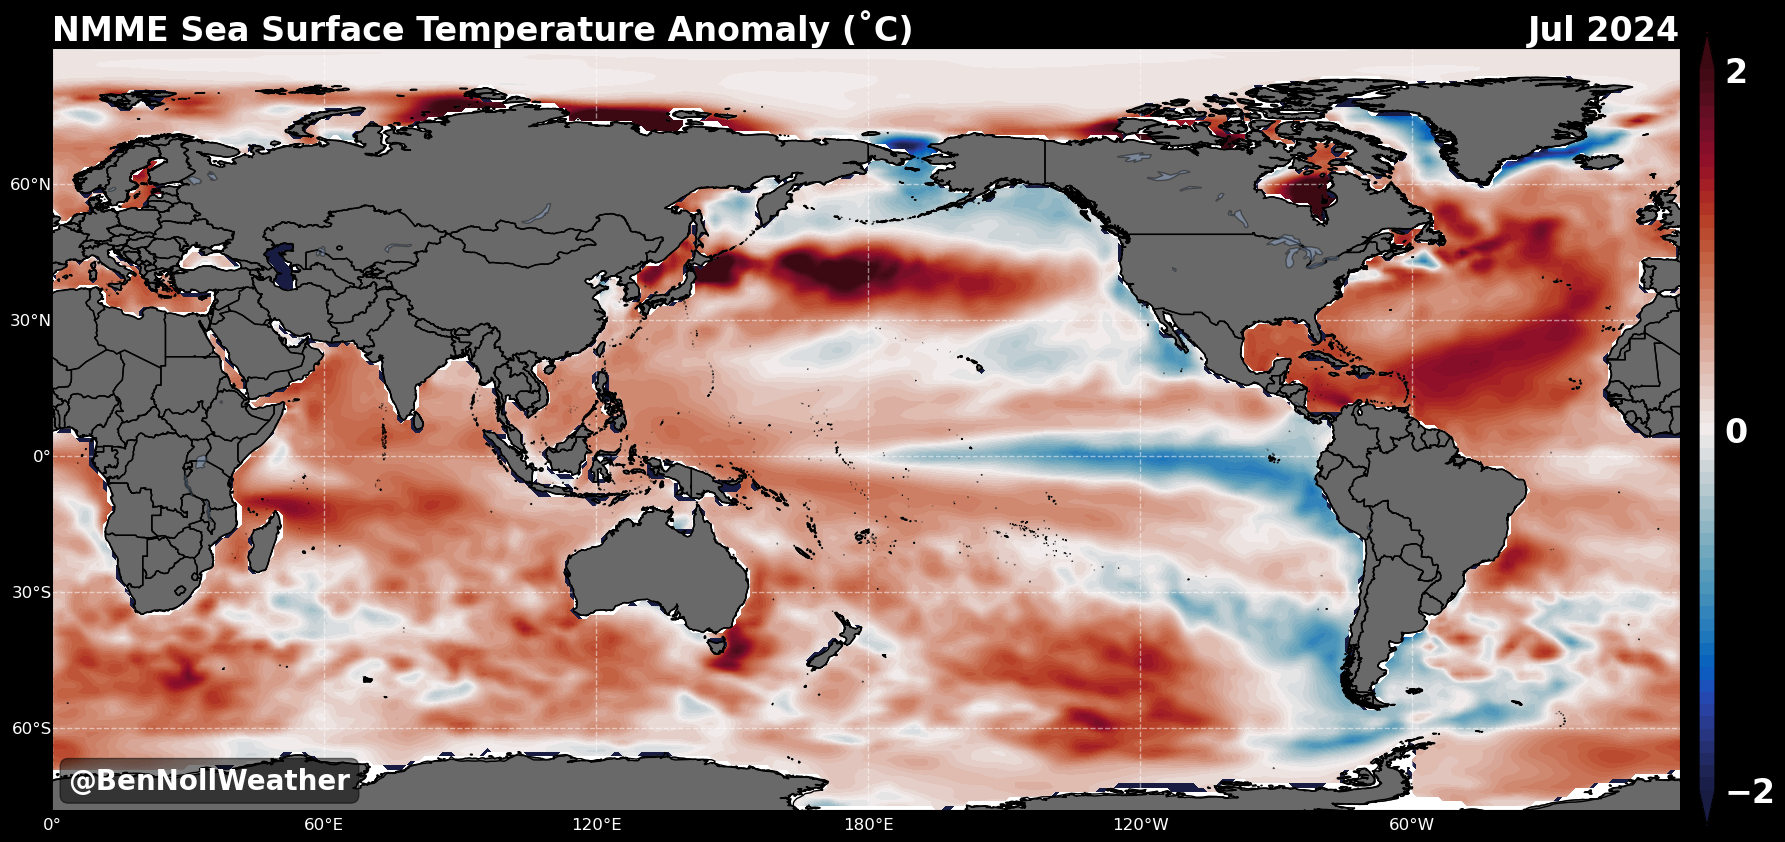 NMME Sea Surface Temperature Anomaly (˚C)
Jul 2024
2
0
−2
60°N
30°N
0°
30°S
60°S
@BenNollWeather
0°
60°E
120°E
180°E
120°W
60°W